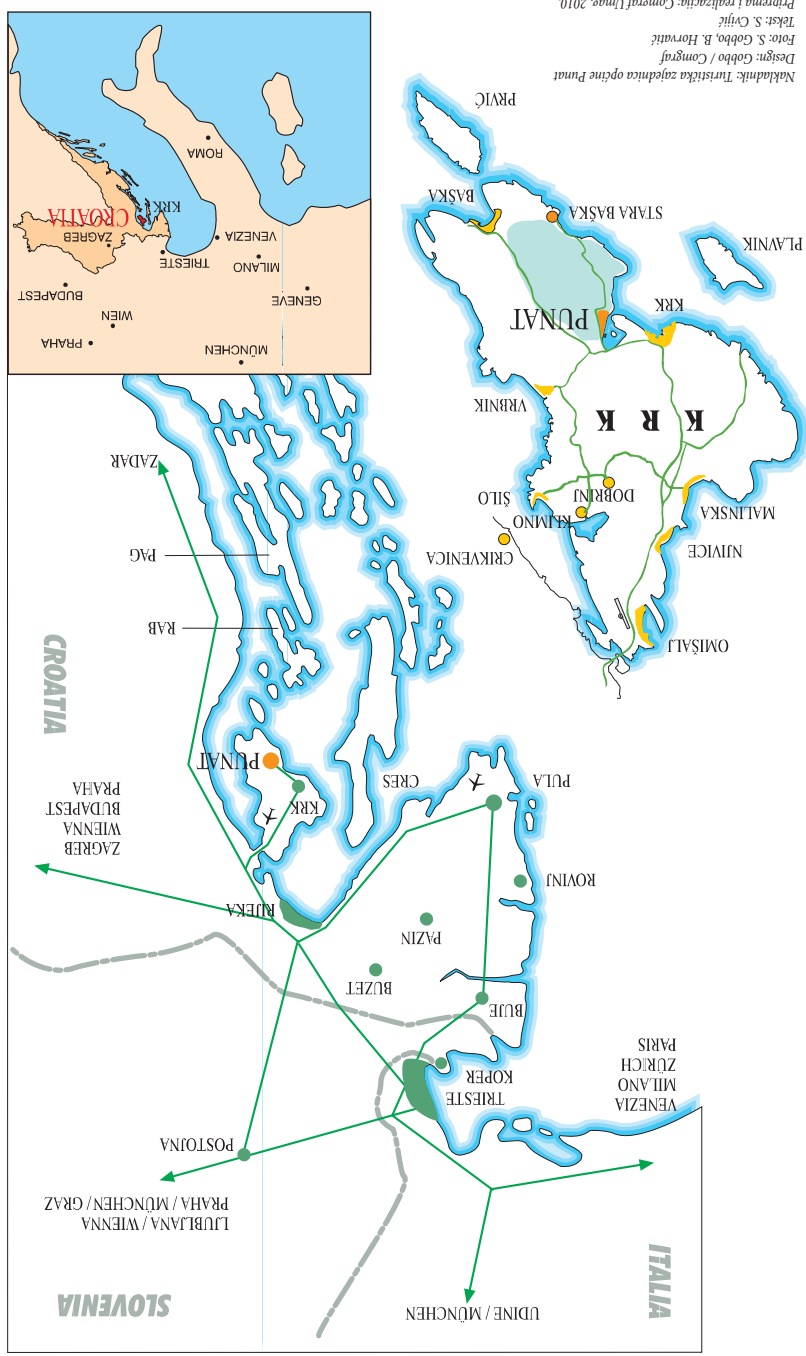 ITALIA
SLOVENIA
UDINE / MÜNCHEN
LJUBLJANA / WIENNA
PRAHA / MÜNCHEN / GRAZ
POSTOJNA
VENEZIA
MILANO
ZÜRICH
PARIS
TRIESTE
KOPER
BUJE
BUZET
PAZIN
ROVINJ
RIJEKA
PULA
CRES
ZAGREB
WIENNA
BUDAPEST
PRAHA
KRK
PUNAT
CROATIA
RAB
PAG
ZADAR
OMIŠALJ
NJIVICE
MALINSKA
CRIKVENICA
KLIMNO
DOBRINJ
ŠILO
K R K
VRBNIK
KRK
PUNAT
PLAVNIK
STARA BAŠKA
BAŠKA
PRVIĆ
MÜNCHEN
PRAHA
WIEN
GENEVE
BUDAPEST
MILANO
TRIESTE
VENEZIA
ZAGREB
CROATIA
KRK
ROMA
Nakladnik: Turistička zajednica općine Punat
Design: Gobbo / Comgraf
Foto: S. Gobbo, B. Horvatić
Tekst: S. Cvijić
Priprema i realizacija: Comgraf Umag, 2010.